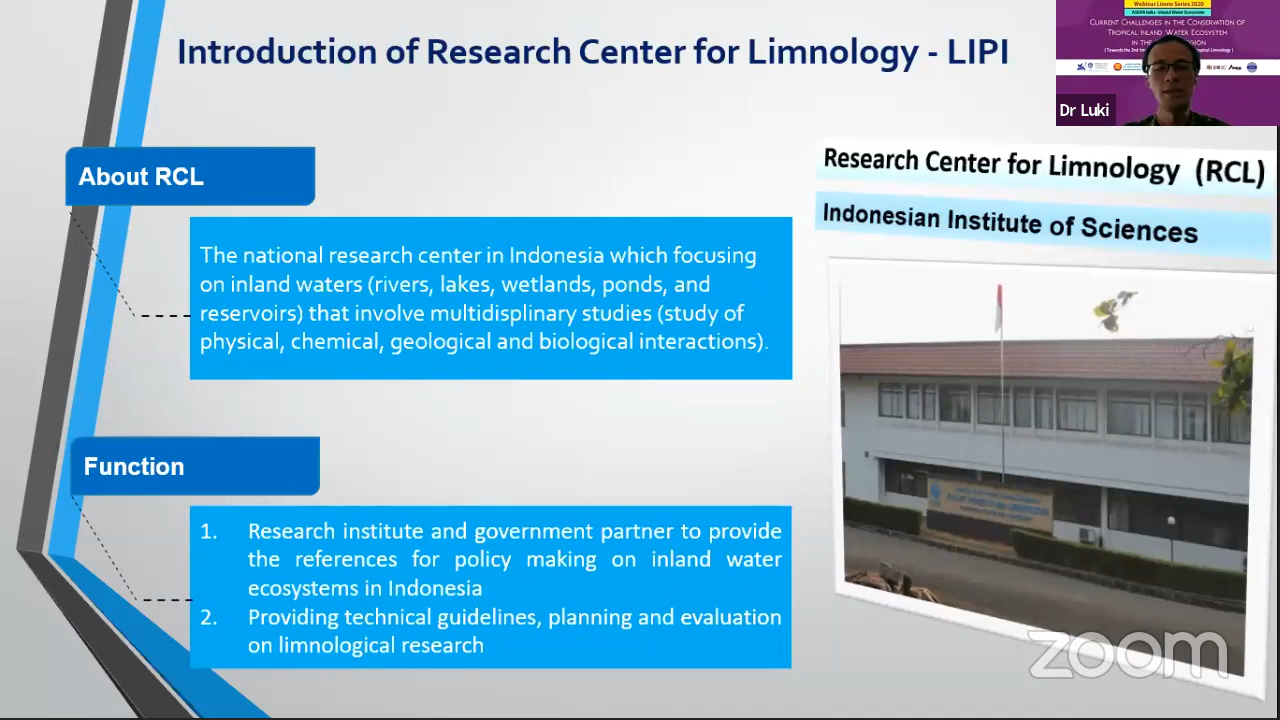 Introduction of Research Center for Limnology - LIPI
Webinar Limno Series 2020
CURRENT CHALLENGES IN THE CONSERVATION OF
TROPICAL INLAND WATER ECOSYSTEM
IN THE
Dr Luki
About RCL
The national research center in Indonesia which focusing
on inland waters (rivers, lakes, wetlands, ponds, and
reservoirs) that involve multidisplinary studies (study of
physical, chemical, geological and biological interactions).
Research Center for Limnology (RCL)
Indonesian Institute of Sciences
Function
1. Research institute and government partner to provide
the references for policy making on inland water
ecosystems in Indonesia
2. Providing technical guidelines, planning and evaluation
on limnological research
zoom